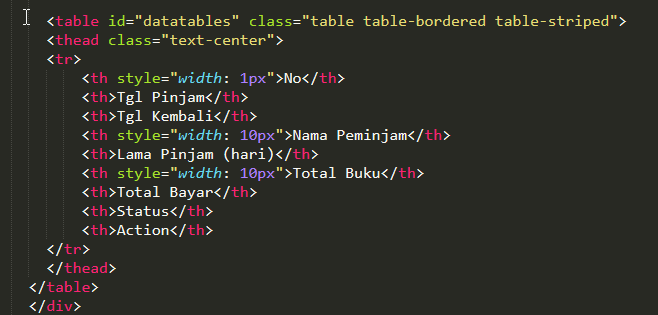 <table id="datatables" class="table table-bordered table-striped">
<thead class="text-center">
<tr>
<th style="width: 1px">No</th>
<th>Tgl Pinjam</th>
<th>Tgl Kembali</th>
<th style="width: 10px">Nama Peminjam</th>
<th>Lama Pinjam (hari)</th>
<th style="width: 10px">Total Buku</th>
<th>Total Bayar</th>
<th>Status</th>
<th>Action</th>
</tr>
</thead>
</table>
</div>